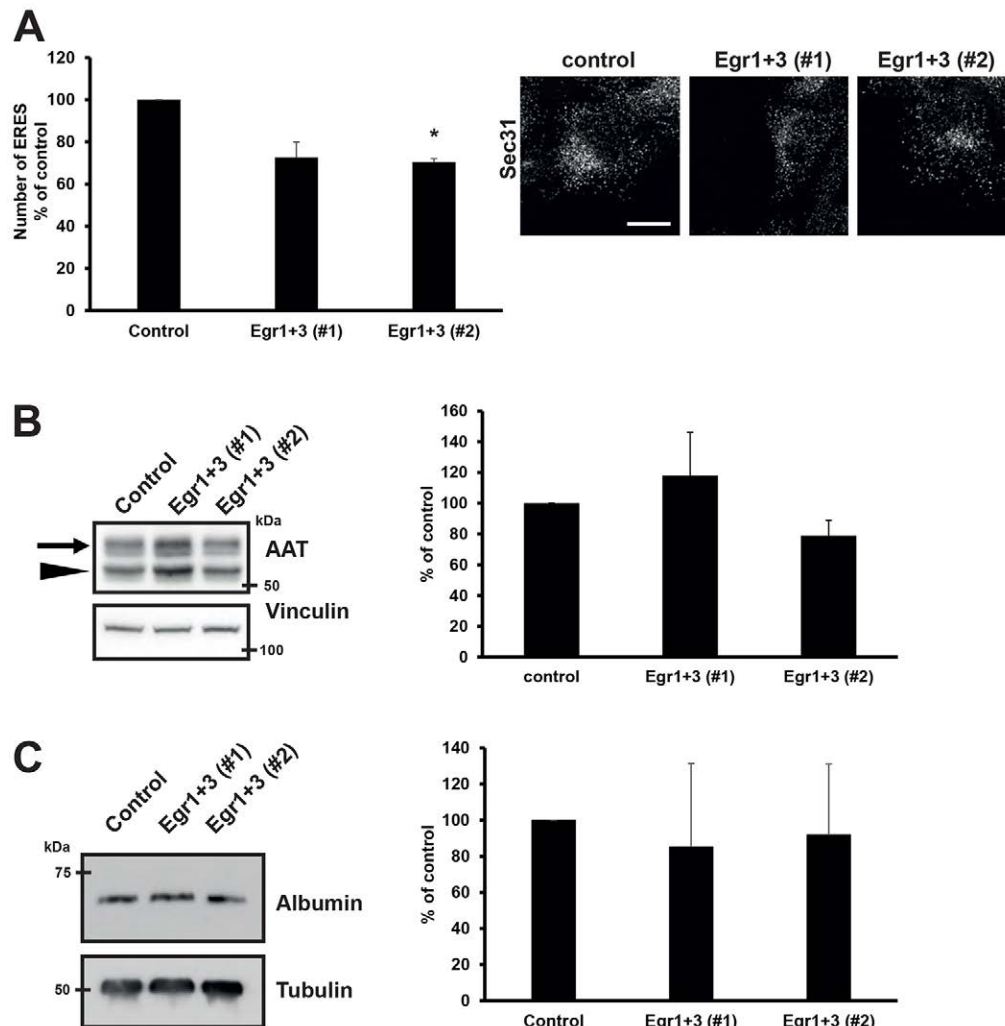 A
120
100
80
60
40
20
0
Number of ERES
% of control
*
Control
Egr1+3 (#1)
Egr1+3 (#2)
control
Egr1+3 (#1)
Egr1+3 (#2)
Sec31
B
Control
Egr1+3 (#1)
Egr1+3 (#2)
kDa
AAT
50
Vinculin
100
160
140
120
100
80
60
40
20
0
% of control
control
Egr1+3 (#1)
Egr1+3 (#2)
C
Control
Egr1+3 (#1)
Egr1+3 (#2)
kDa
75
Albumin
50
Tubulin
140
120
100
80
60
40
20
0
% of control
Control
Egr1+3 (#1)
Egr1+3 (#2)